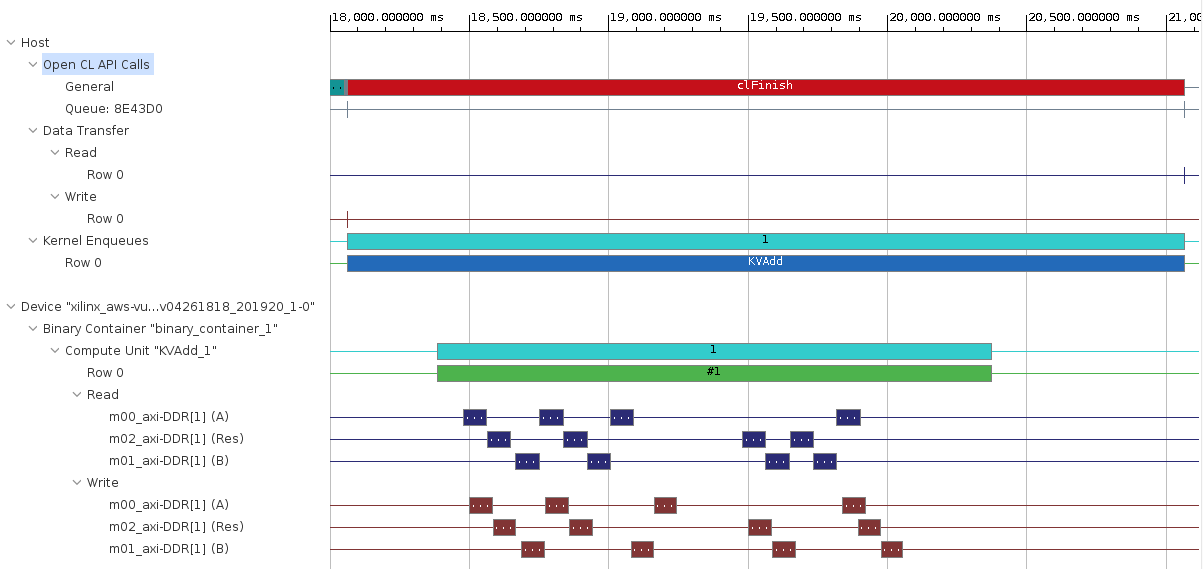 18,000.000000 ms 18,500.000000 ms 19,000.000000 ms 19,500.000000 ms 20,000.000000 ms 20,500.000000 ms 21,00
Host
Open CL API Calls
General .. clFinish
Queue: 8E43D0
Data Transfer
Read
Row 0
Write
Row 0
Kernel Enqueues 1
Row 0 KVAdd
Device "xilinx_aws-vu...v04261818_201920_1-0"
Binary Container "binary_container_1"
Compute Unit "KVAdd_1" 1
Row 0 #1
Read
m00_axi-DDR[1] (A) ... ... ... ...
m02_axi-DDR[1] (Res) ... ... ... ...
m01_axi-DDR[1] (B) ... ... ... ...
Write
m00_axi-DDR[1] (A) ... ... ... ...
m02_axi-DDR[1] (Res) ... ... ... ...
m01_axi-DDR[1] (B) ... ... ... ...